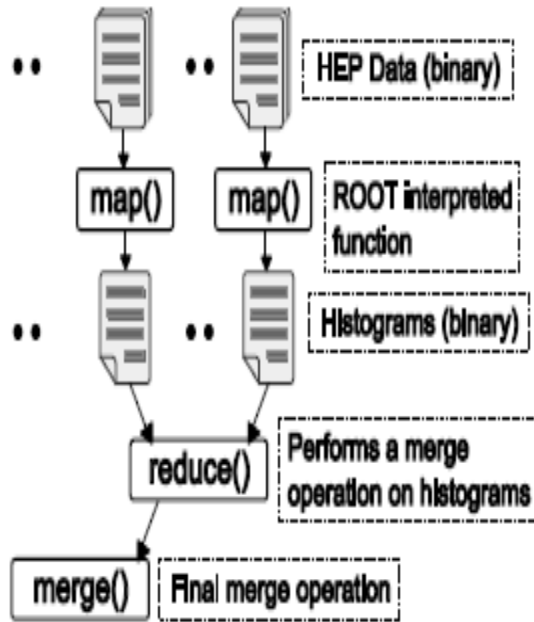 HEP Data (binary)
map()
map()
ROOT interpreted
function
Histograms (binary)
reduce()
Performs a merge
operation on histograms
merge()
Final merge operation